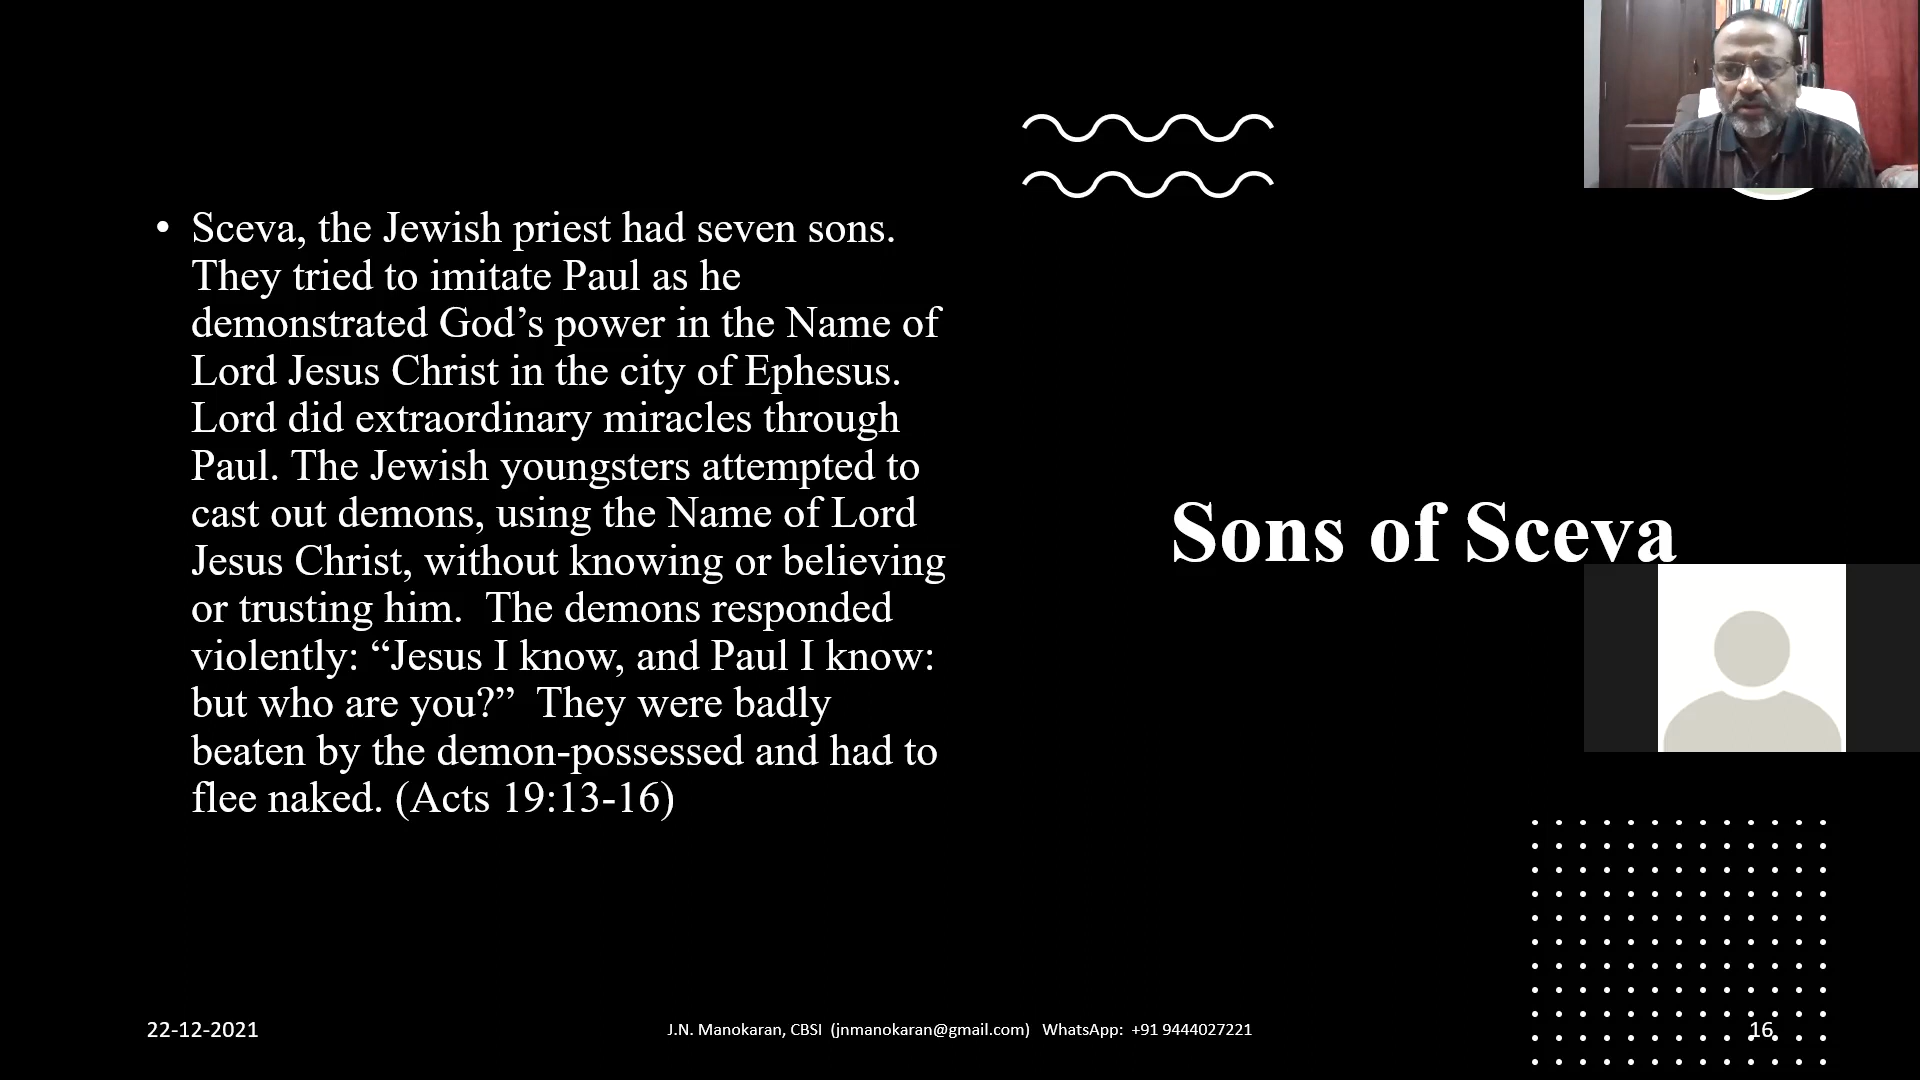 • Sceva, the Jewish priest had seven sons.
They tried to imitate Paul as he
demonstrated God’s power in the Name of
Lord Jesus Christ in the city of Ephesus.
Lord did extraordinary miracles through
Paul. The Jewish youngsters attempted to
cast out demons, using the Name of Lord
Jesus Christ, without knowing or believing
or trusting him.  The demons responded
violently: “Jesus I know, and Paul I know:
but who are you?”  They were badly
beaten by the demon-possessed and had to
flee naked. (Acts 19:13-16)
Sons of Sceva
22-12-2021
J.N. Manokaran, CBSI  (jnmanokaran@gmail.com)   WhatsApp:  +91 9444027221
16